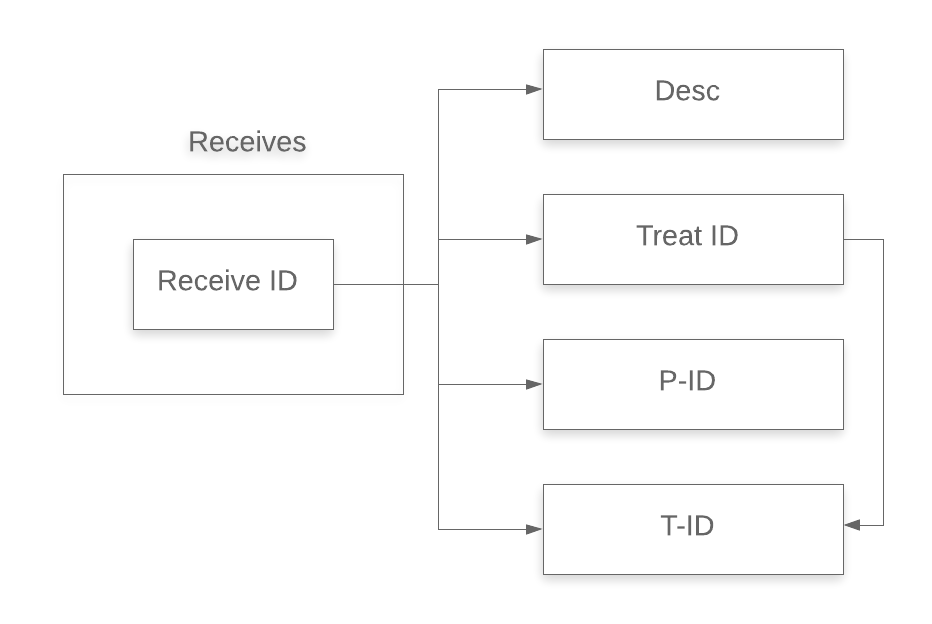 Receives
Receive ID
Desc
Treat ID
P-ID
T-ID